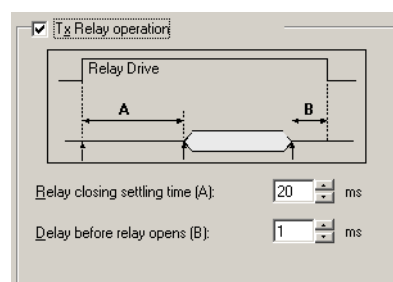 Tx Relay operation
Relay Drive
A
B
Relay closing settling time (A): 20 ms
Delay before relay opens (B): 1 ms